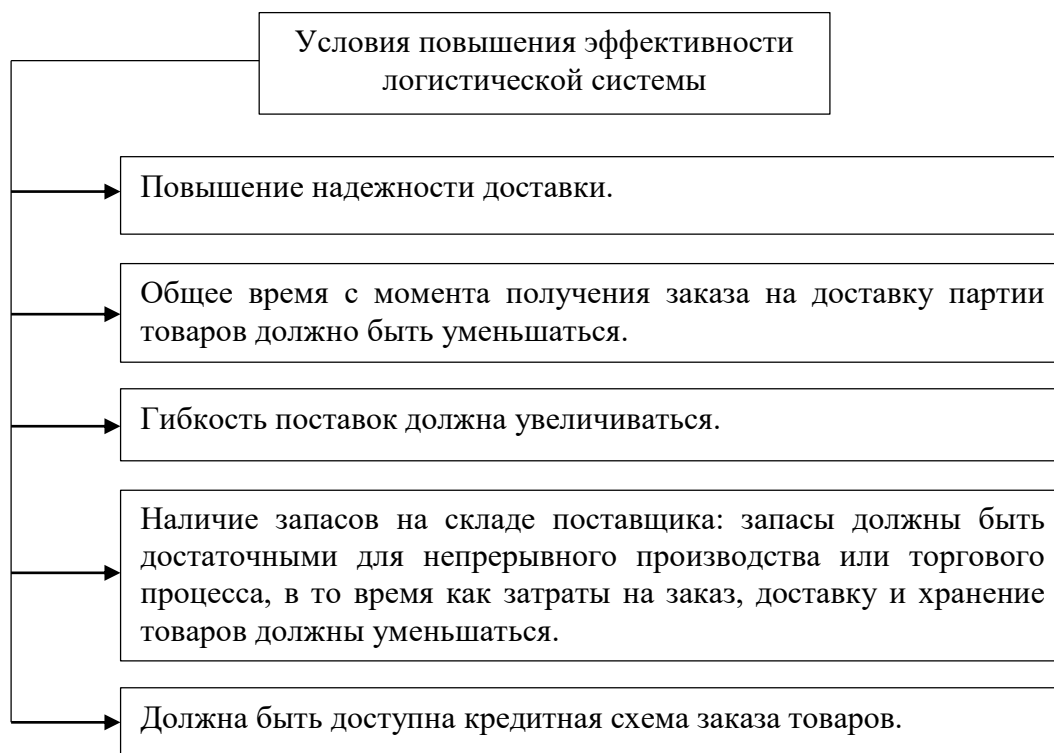 Условия повышения эффективности
логистической системы
Повышение надежности доставки.
Общее время с момента получения заказа на доставку партии
товаров должно быть уменьшаться.
Гибкость поставок должна увеличиваться.
Наличие запасов на складе поставщика: запасы должны быть
достаточными для непрерывного производства или торгового
процесса, в то время как затраты на заказ, доставку и хранение
товаров должны уменьшаться.
Должна быть доступна кредитная схема заказа товаров.